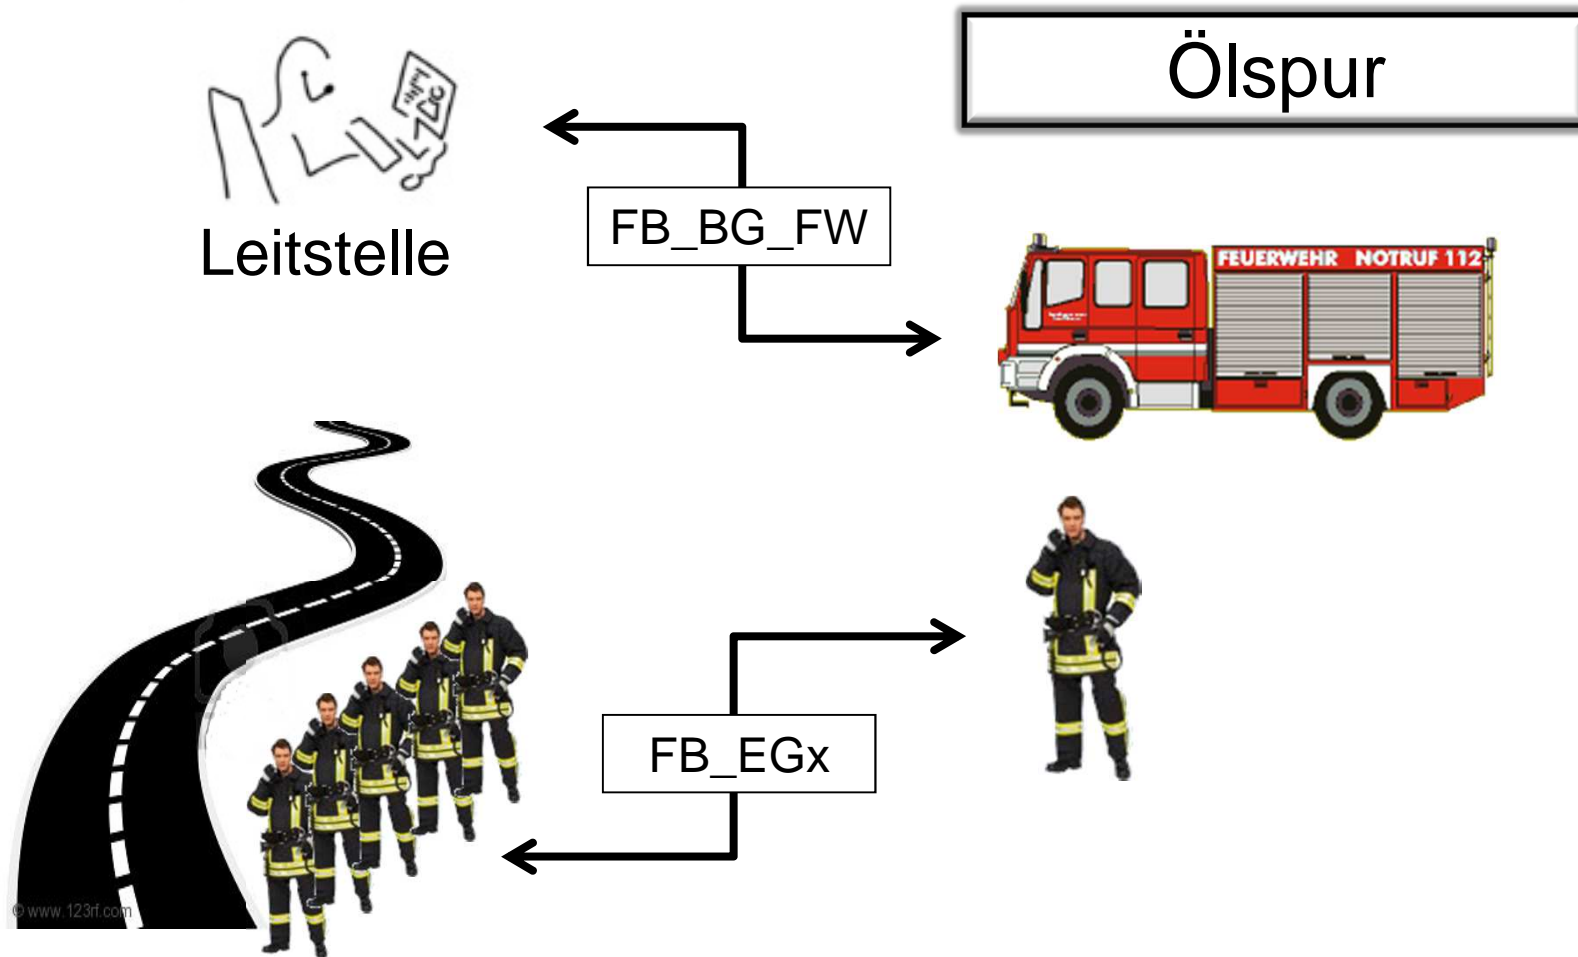 Ölspur
Leitstelle
FB_BG_FW
FEUERWEHR NOTRUF 112
FB_EGx
© www.123rf.com